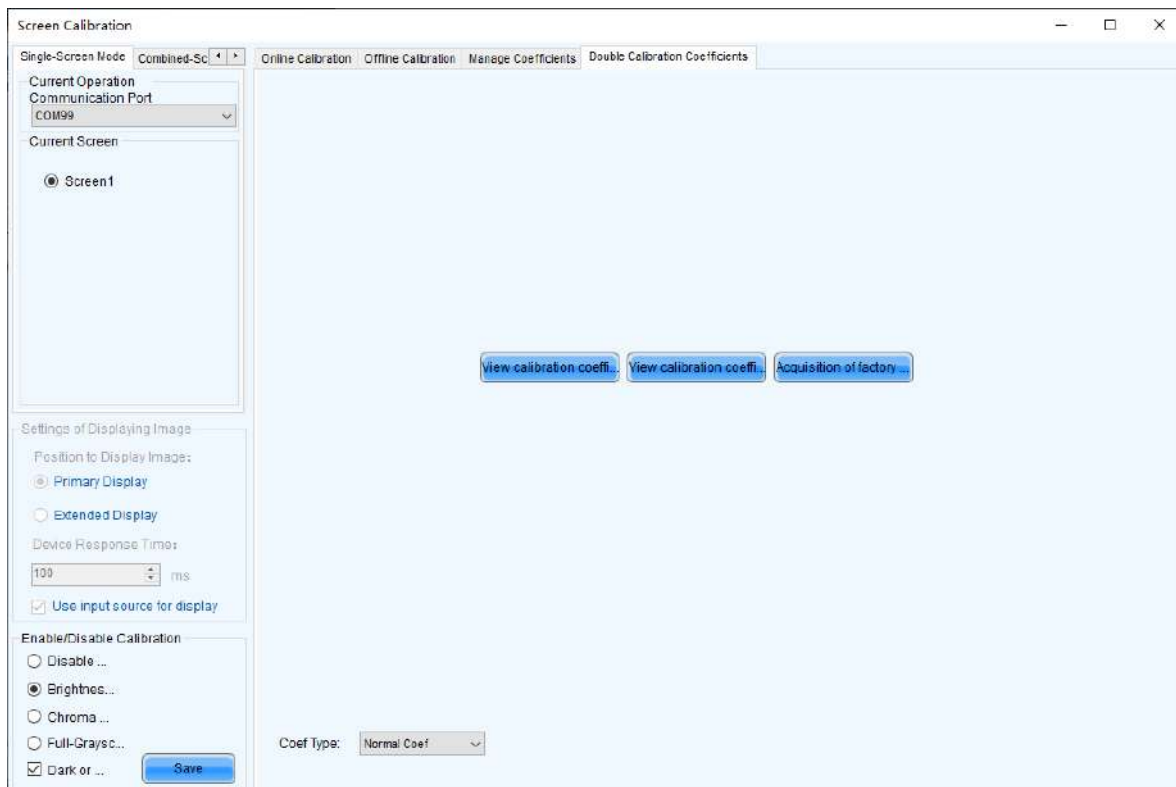 Screen Calibration
Single-Screen Mode Combined-Sc
Online Calibration Offline Calibration Manage Coefficients Double Calibration Coefficients
Current Operation
Communication Port
COM99
Current Screen
Screen1
View calibration coeffi... View calibration coeffi... Acquisition of factory ...
Settings of Displaying Image
Position to Display Image:
Primary Display
Extended Display
Device Response Time:
100 ms
Use input source for display
Enable/Disable Calibration
Disable ...
Brightnes...
Chroma ...
Full-Graysc...
Dark or ...
Save
Coef Type: Normal Coef